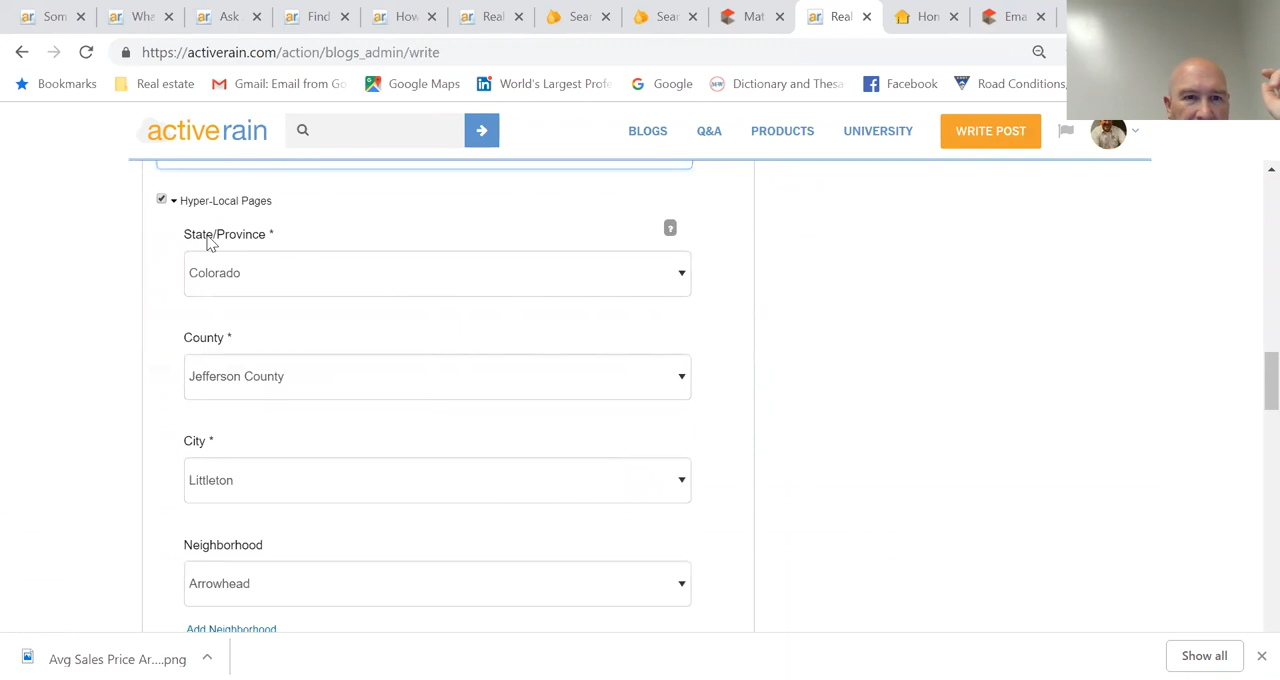 Som
Wha
Ask
Find
How
Real
Sear
Sear
Mat
Real
Hon
Ema
https://activerain.com/action/blogs_admin/write
Bookmarks
Real estate
Gmail: Email from Go
Google Maps
World's Largest Profe
Google
Dictionary and Thesa
Facebook
Road Conditions,
activerain
BLOGS
Q&A
PRODUCTS
UNIVERSITY
WRITE POST
Hyper-Local Pages
State/Province *
?
Colorado
County *
Jefferson County
City *
Littleton
Neighborhood
Arrowhead
Add Neighborhood
Avg Sales Price Ar....png
Show all